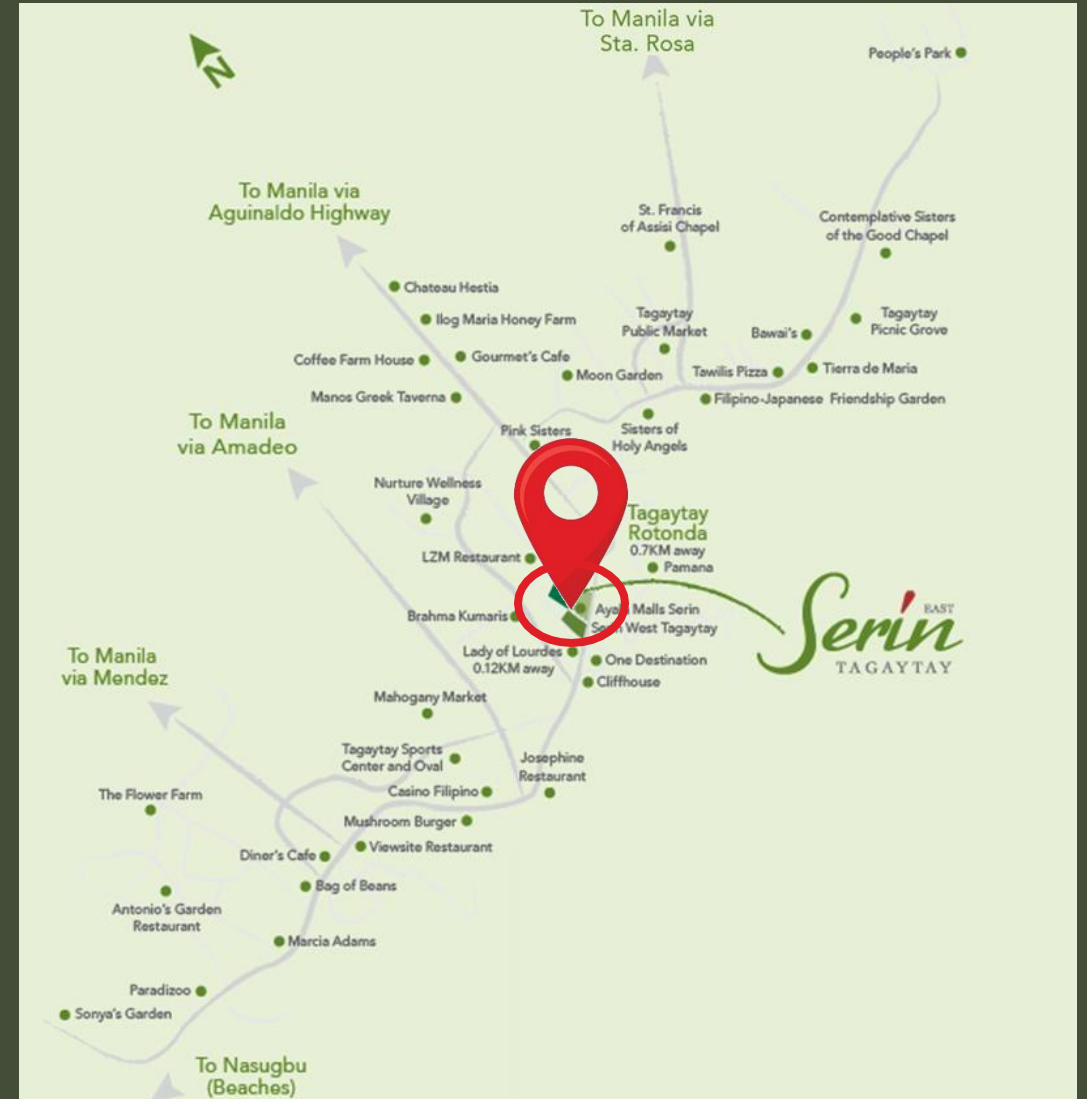 To Manila via
Sta. Rosa
People's Park
N
To Manila via
Aguinaldo Highway
St. Francis
of Assisi Chapel
Contemplative Sisters
of the Good Chapel
Chateau Hestia
Ilog Maria Honey Farm
Tagaytay
Public Market
Bawai's
Tagaytay
Picnic Grove
Coffee Farm House
Gourmet's Cafe
Moon Garden
Tawilis Pizza
Tierra de Maria
Manos Greek Taverna
Filipino-Japanese Friendship Garden
To Manila
via Amadeo
Pink Sisters
Sisters of
Holy Angels
Nurture Wellness
Village
Tagaytay
Rotonda
0.7KM away
LZM Restaurant
Pamana
Brahma Kumaris
Ayala Malls Serin
Serin West Tagaytay
Serin EAST
TAGAYTAY
Lady of Lourdes
0.12KM away
One Destination
Cliffhouse
To Manila
via Mendez
Mahogany Market
Tagaytay Sports
Center and Oval
Josephine
Restaurant
Casino Filipino
The Flower Farm
Mushroom Burger
Viewsite Restaurant
Diner's Cafe
Bag of Beans
Antonio's Garden
Restaurant
Marcia Adams
Paradizoo
Sonya's Garden
To Nasugbu
(Beaches)